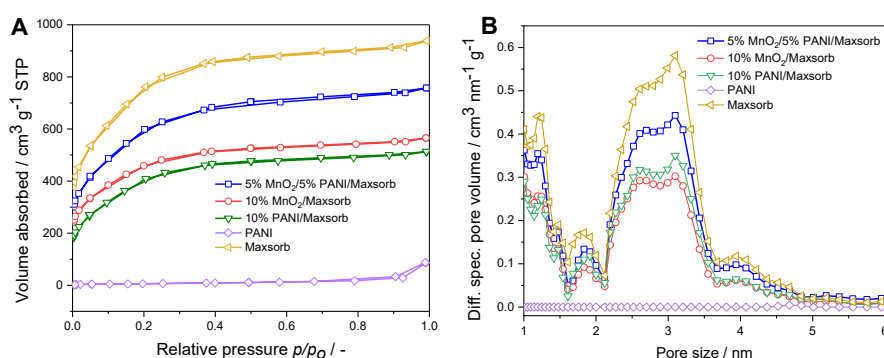 A
Volume absorbed / cm³ g⁻¹ STP
1000
800
600
400
200
0
5% MnO₂/5% PANI/Maxsorb
10% MnO₂/Maxsorb
10% PANI/Maxsorb
PANI
Maxsorb
0.0 0.2 0.4 0.6 0.8 1.0
Relative pressure p/pₒ / -
B
Diff. spec. pore volume / cm³ nm⁻¹ g⁻¹
0.6
0.5
0.4
0.3
0.2
0.1
0.0
5% MnO₂/5% PANI/Maxsorb
10% MnO₂/Maxsorb
10% PANI/Maxsorb
PANI
Maxsorb
1 2 3 4 5 6
Pore size / nm